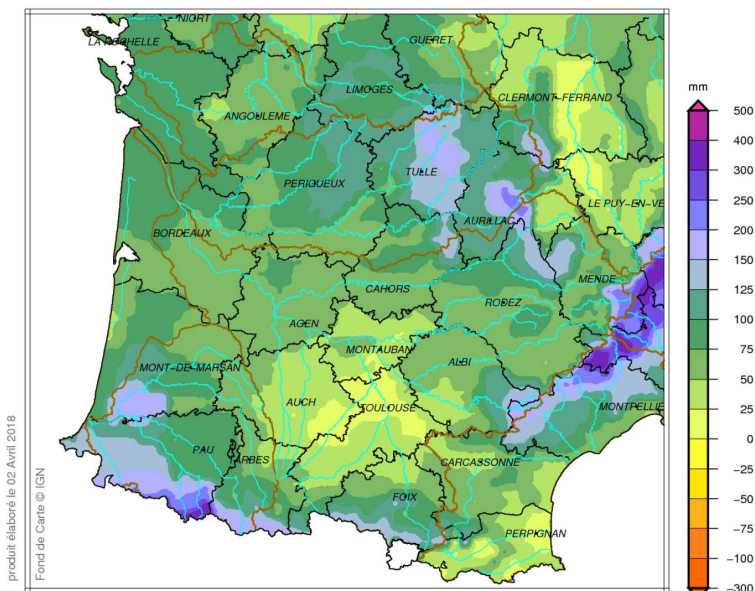 NIORT
LA ROCHELLE
GUERET
LIMOGES
CLERMONT-FERRAND
ANGOULEME
PERIGUEUX
TULLE
AURILLAC
LE PUY-EN-VE
BORDEAUX
MENDE
CAHORS
RODEZ
AGEN
MONTAUBAN
ALBI
MONT-DE-MARSAN
AUCH
TOULOUSE
MONTPELLIE
PAU
TARBES
CARCASSONNE
FOIX
PERPIGNAN
mm
500
400
300
250
200
150
125
100
75
50
25
0
-25
-50
-75
-100
-300
produit élaboré le 02 Avril 2018
Fond de Carte © IGN